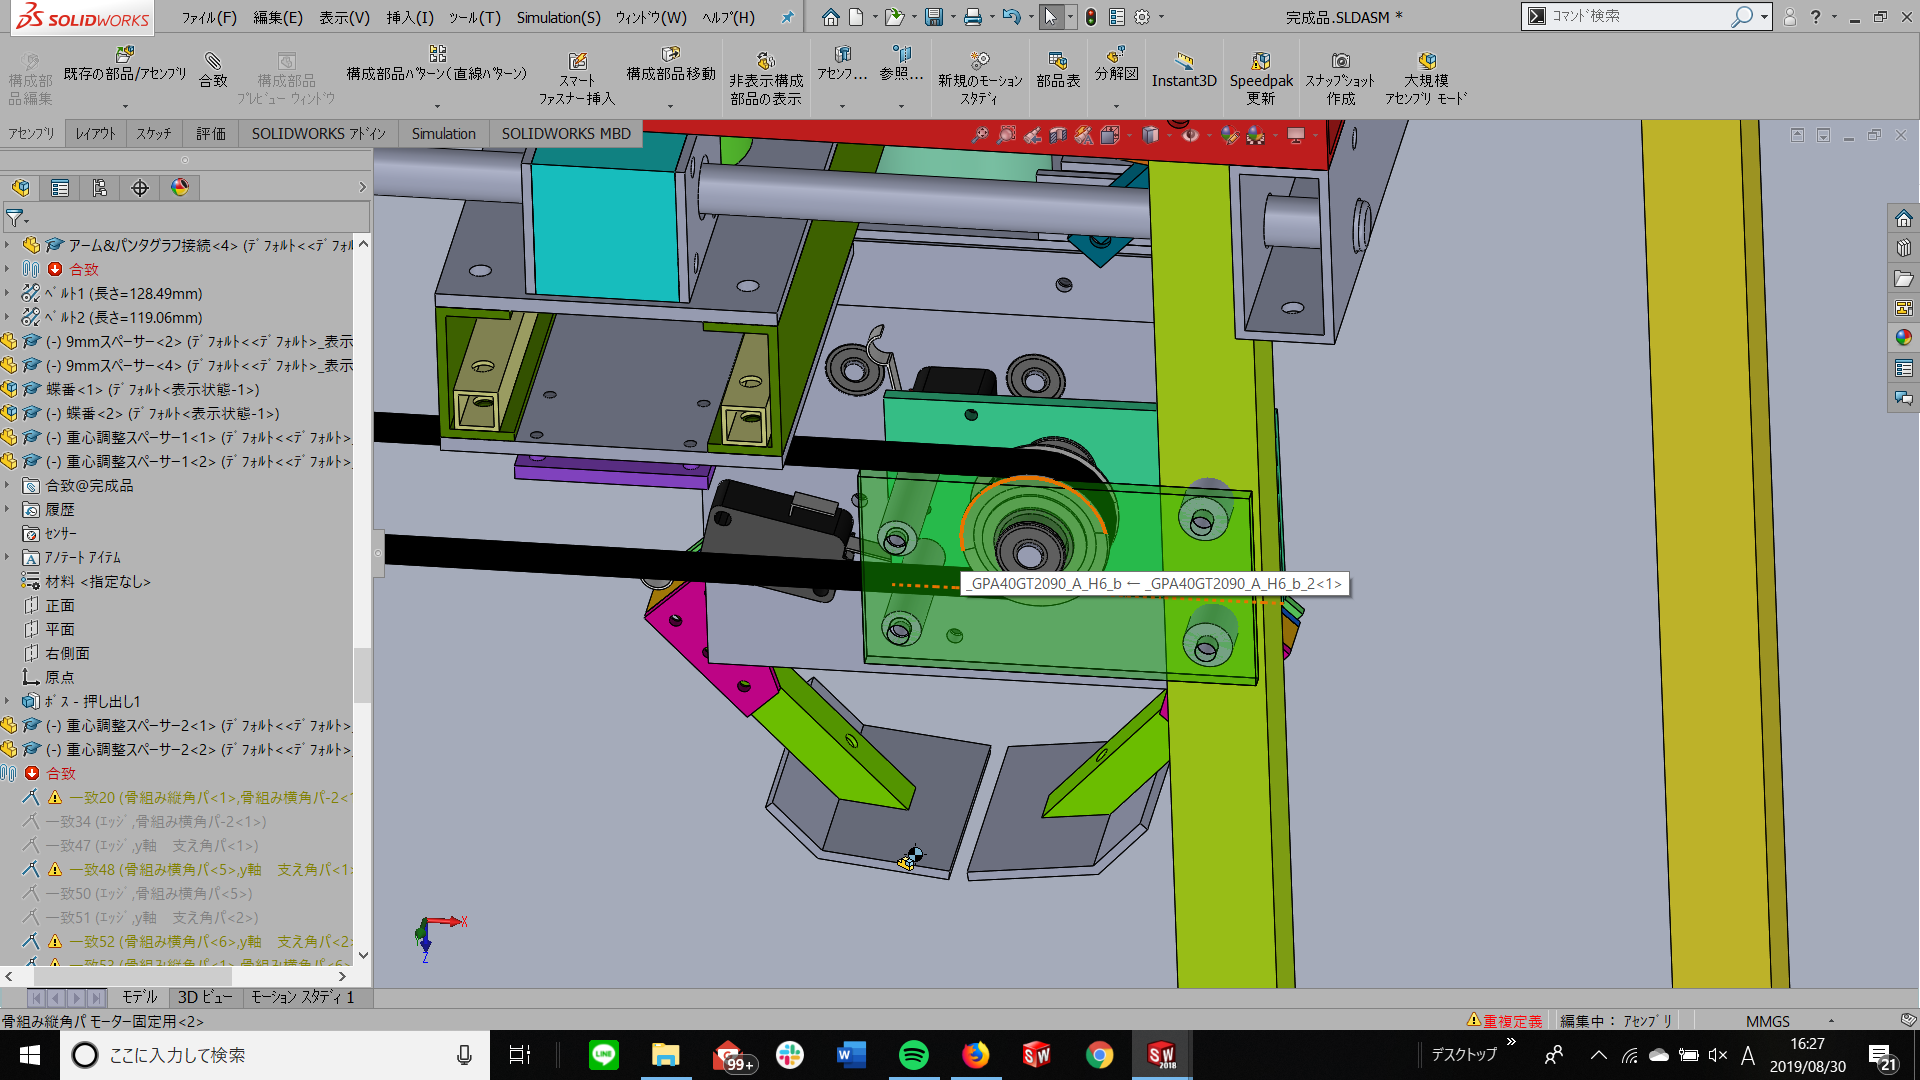 SOLIDWORKS
ﾌｧｲﾙ(F) 編集(E) 表示(V) 挿入(I) ﾂｰﾙ(T) Simulation(S) ｳｨﾝﾄﾞｳ(W) ﾍﾙﾌﾟ(H)
完成品.SLDASM *
ｺﾏﾝﾄﾞ検索
構成部
品編集
既存の部品/ｱｾﾝﾌﾞﾘ
合致
構成部品
ﾌﾟﾚﾋﾞｭｰ ｳｨﾝﾄﾞｳ
構成部品ﾊﾟﾀｰﾝ(直線ﾊﾟﾀｰﾝ)
スマート
ファスナー挿入
構成部品移動
非表示構成
部品の表示
ｱｾﾝﾌﾞ...
参照...
新規のﾓｰｼｮﾝ
ｽﾀﾃﾞｨ
部品表
分解図
Instant3D
Speedpak
更新
ｽﾅｯﾌﾟｼｮｯﾄ
作成
大規模
ｱｾﾝﾌﾞﾘ ﾓｰﾄﾞ
ｱｾﾝﾌﾞﾘ ﾚｲｱｳﾄ ｽｹｯﾁ 評価 SOLIDWORKS ｱﾄﾞｲﾝ Simulation SOLIDWORKS MBD
アーム&パンタグラフ接続<4> (ﾃﾞﾌｫﾙﾄ<<ﾃﾞﾌｫﾙ
合致
ﾍﾞﾙﾄ1 (長さ=128.49mm)
ﾍﾞﾙﾄ2 (長さ=119.06mm)
(-) 9mmスペーサー<2> (ﾃﾞﾌｫﾙﾄ<<ﾃﾞﾌｫﾙﾄ>_表示
(-) 9mmスペーサー<4> (ﾃﾞﾌｫﾙﾄ<<ﾃﾞﾌｫﾙﾄ>_表示
蝶番<1> (ﾃﾞﾌｫﾙﾄ<表示状態-1>)
(-) 蝶番<2> (ﾃﾞﾌｫﾙﾄ<表示状態-1>)
(-) 重心調整スペーサー1<1> (ﾃﾞﾌｫﾙﾄ<<ﾃﾞﾌｫﾙﾄ>_
(-) 重心調整スペーサー1<2> (ﾃﾞﾌｫﾙﾄ<<ﾃﾞﾌｫﾙﾄ>_
合致@完成品
履歴
ｾﾝｻｰ
ｱﾉﾃｰﾄ ｱｲﾃﾑ
材料 <指定なし>
正面
平面
右側面
原点
ﾎﾞｽ - 押し出し1
(-) 重心調整スペーサー2<1> (ﾃﾞﾌｫﾙﾄ<<ﾃﾞﾌｫﾙﾄ>_
(-) 重心調整スペーサー2<2> (ﾃﾞﾌｫﾙﾄ<<ﾃﾞﾌｫﾙﾄ>_
合致
一致20 (骨組み縦角パ<1>,骨組み横角パ-2<1
一致34 (ｴｯｼﾞ,骨組み横角パ-2<1>)
一致47 (ｴｯｼﾞ,y軸 支え角パ<1>)
一致48 (骨組み横角パ<5>,y軸 支え角パ<1>
一致50 (ｴｯｼﾞ,骨組み横角パ<5>)
一致51 (ｴｯｼﾞ,y軸 支え角パ<2>)
一致52 (骨組み横角パ<6>,y軸 支え角パ<2>
一致53 (骨組み縦角パ<1>,骨組み横角パ<6>
_GPA40GT2090_A_H6_b ← _GPA40GT2090_A_H6_b_2<1>
X
Z
モデル 3D ビュー モーション スタディ 1
骨組み縦角パ モーター固定用<2>
重複定義 編集中： ｱｾﾝﾌﾞﾘ MMGS
ここに入力して検索
LINE
99+
デスクトップ
A
16:27
2019/08/30
21